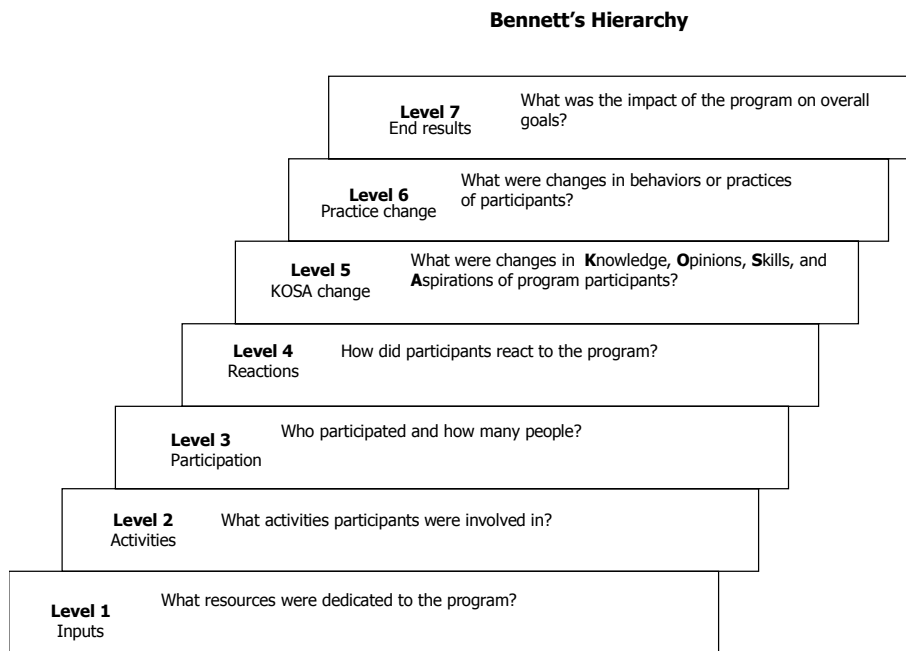 Bennett’s Hierarchy
Level 7
End results
What was the impact of the program on overall
goals?
Level 6
Practice change
What were changes in behaviors or practices
of participants?
Level 5
KOSA change
What were changes in Knowledge, Opinions, Skills, and
Aspirations of program participants?
Level 4
Reactions
How did participants react to the program?
Level 3
Participation
Who participated and how many people?
Level 2
Activities
What activities participants were involved in?
Level 1
Inputs
What resources were dedicated to the program?